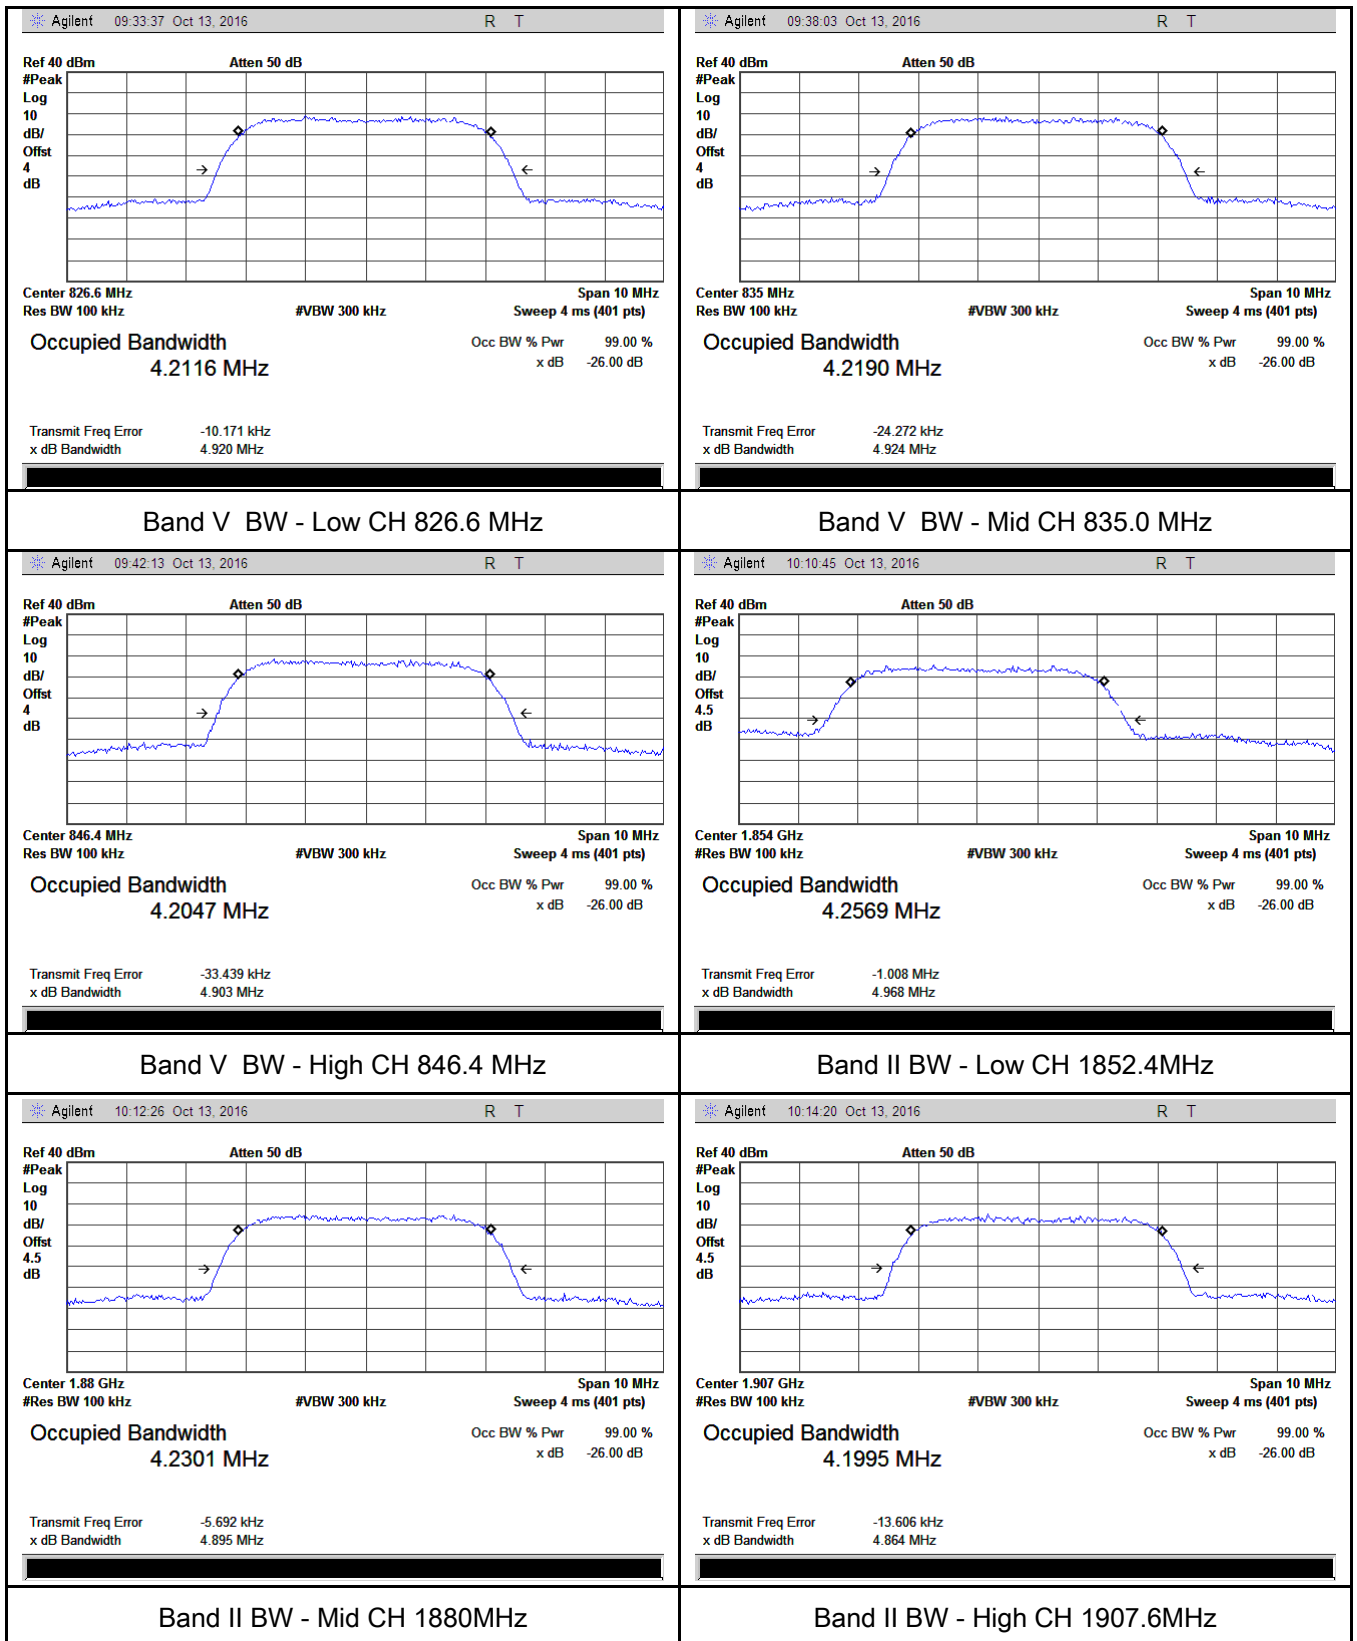 Agilent 09:33:37 Oct 13, 2016 R T
Ref 40 dBm Atten 50 dB
#Peak
Log
10
dB/
Offst
4
dB
Center 826.6 MHz Span 10 MHz
Res BW 100 kHz #VBW 300 kHz Sweep 4 ms (401 pts)
Occupied Bandwidth Occ BW % Pwr 99.00 %
4.2116 MHz x dB -26.00 dB
Transmit Freq Error -10.171 kHz
x dB Bandwidth 4.920 MHz
Band V BW - Low CH 826.6 MHz
Agilent 09:38:03 Oct 13, 2016 R T
Ref 40 dBm Atten 50 dB
#Peak
Log
10
dB/
Offst
4
dB
Center 835 MHz Span 10 MHz
Res BW 100 kHz #VBW 300 kHz Sweep 4 ms (401 pts)
Occupied Bandwidth Occ BW % Pwr 99.00 %
4.2190 MHz x dB -26.00 dB
Transmit Freq Error -24.272 kHz
x dB Bandwidth 4.924 MHz
Band V BW - Mid CH 835.0 MHz
Agilent 09:42:13 Oct 13, 2016 R T
Ref 40 dBm Atten 50 dB
#Peak
Log
10
dB/
Offst
4
dB
Center 846.4 MHz Span 10 MHz
Res BW 100 kHz #VBW 300 kHz Sweep 4 ms (401 pts)
Occupied Bandwidth Occ BW % Pwr 99.00 %
4.2047 MHz x dB -26.00 dB
Transmit Freq Error -33.439 kHz
x dB Bandwidth 4.903 MHz
Band V BW - High CH 846.4 MHz
Agilent 10:10:45 Oct 13, 2016 R T
Ref 40 dBm Atten 50 dB
#Peak
Log
10
dB/
Offst
4.5
dB
Center 1.854 GHz Span 10 MHz
#Res BW 100 kHz #VBW 300 kHz Sweep 4 ms (401 pts)
Occupied Bandwidth Occ BW % Pwr 99.00 %
4.2569 MHz x dB -26.00 dB
Transmit Freq Error -1.008 MHz
x dB Bandwidth 4.968 MHz
Band II BW - Low CH 1852.4MHz
Agilent 10:12:26 Oct 13, 2016 R T
Ref 40 dBm Atten 50 dB
#Peak
Log
10
dB/
Offst
4.5
dB
Center 1.88 GHz Span 10 MHz
#Res BW 100 kHz #VBW 300 kHz Sweep 4 ms (401 pts)
Occupied Bandwidth Occ BW % Pwr 99.00 %
4.2301 MHz x dB -26.00 dB
Transmit Freq Error -5.692 kHz
x dB Bandwidth 4.895 MHz
Band II BW - Mid CH 1880MHz
Agilent 10:14:20 Oct 13, 2016 R T
Ref 40 dBm Atten 50 dB
#Peak
Log
10
dB/
Offst
4.5
dB
Center 1.907 GHz Span 10 MHz
#Res BW 100 kHz #VBW 300 kHz Sweep 4 ms (401 pts)
Occupied Bandwidth Occ BW % Pwr 99.00 %
4.1995 MHz x dB -26.00 dB
Transmit Freq Error -13.606 kHz
x dB Bandwidth 4.864 MHz
Band II BW - High CH 1907.6MHz